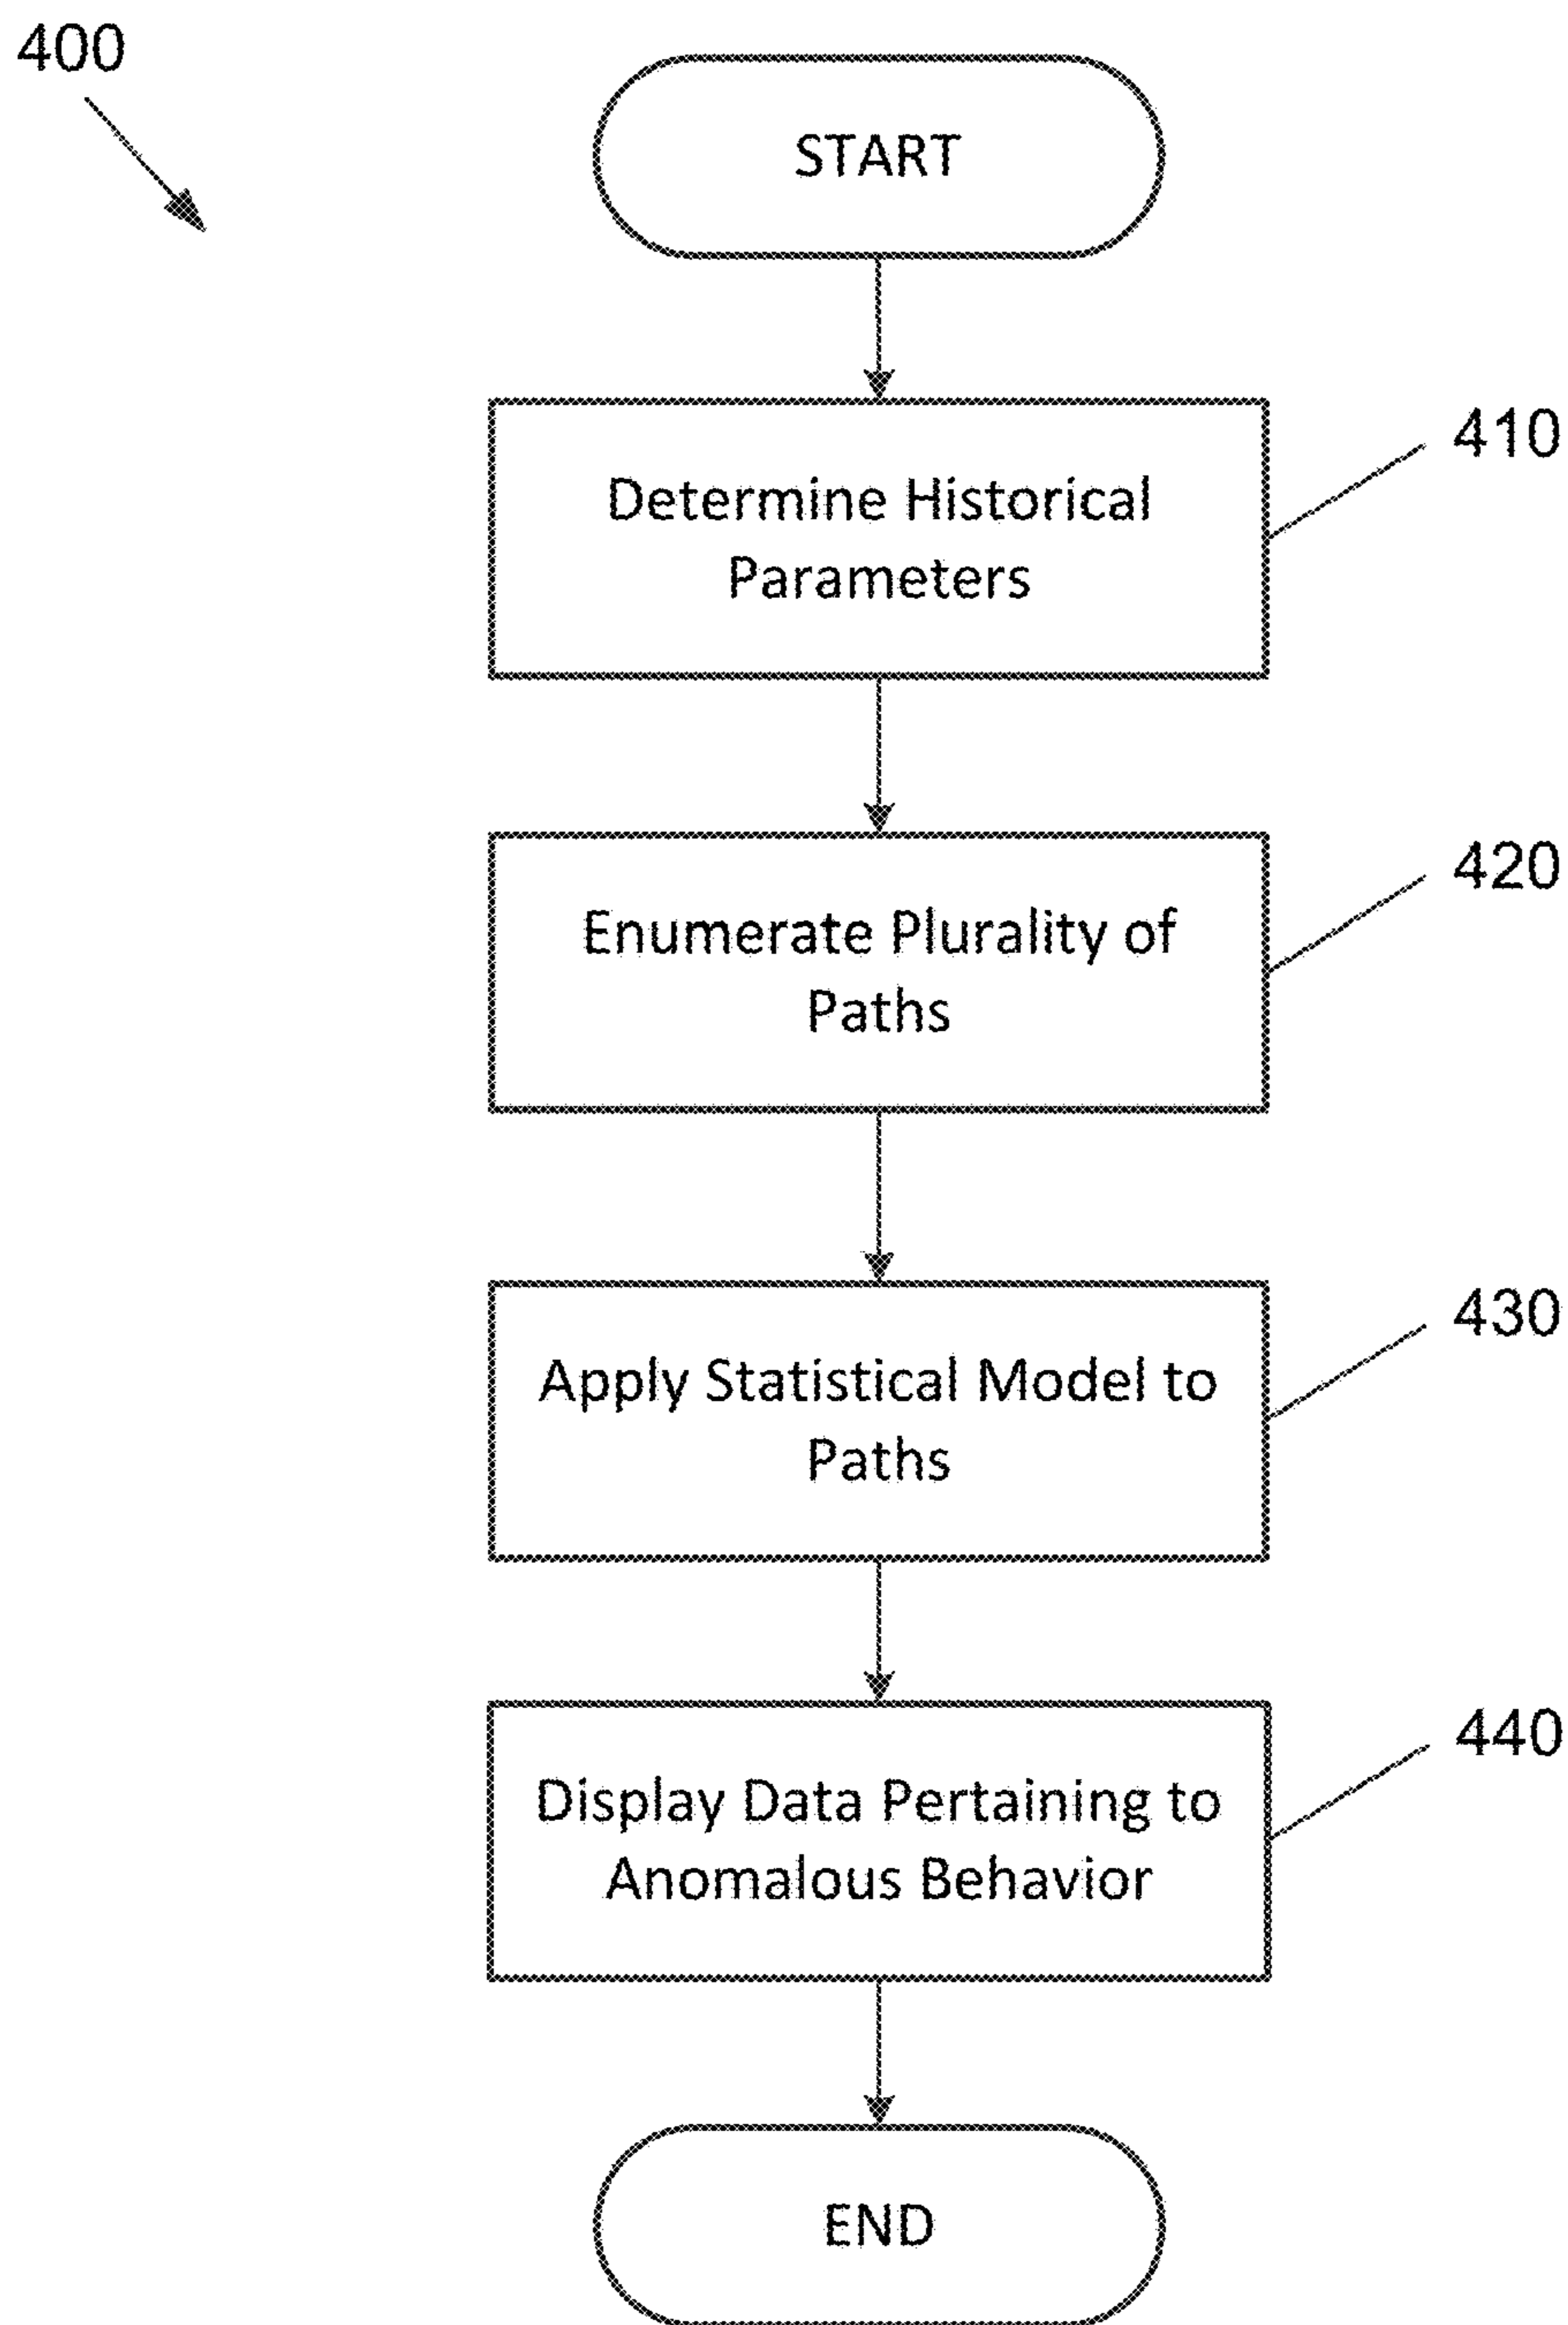 400
START
410
Determine Historical
Parameters
420
Enumerate Plurality of
Paths
430
Apply Statistical Model to
Paths
440
Display Data Pertaining to
Anomalous Behavior
END